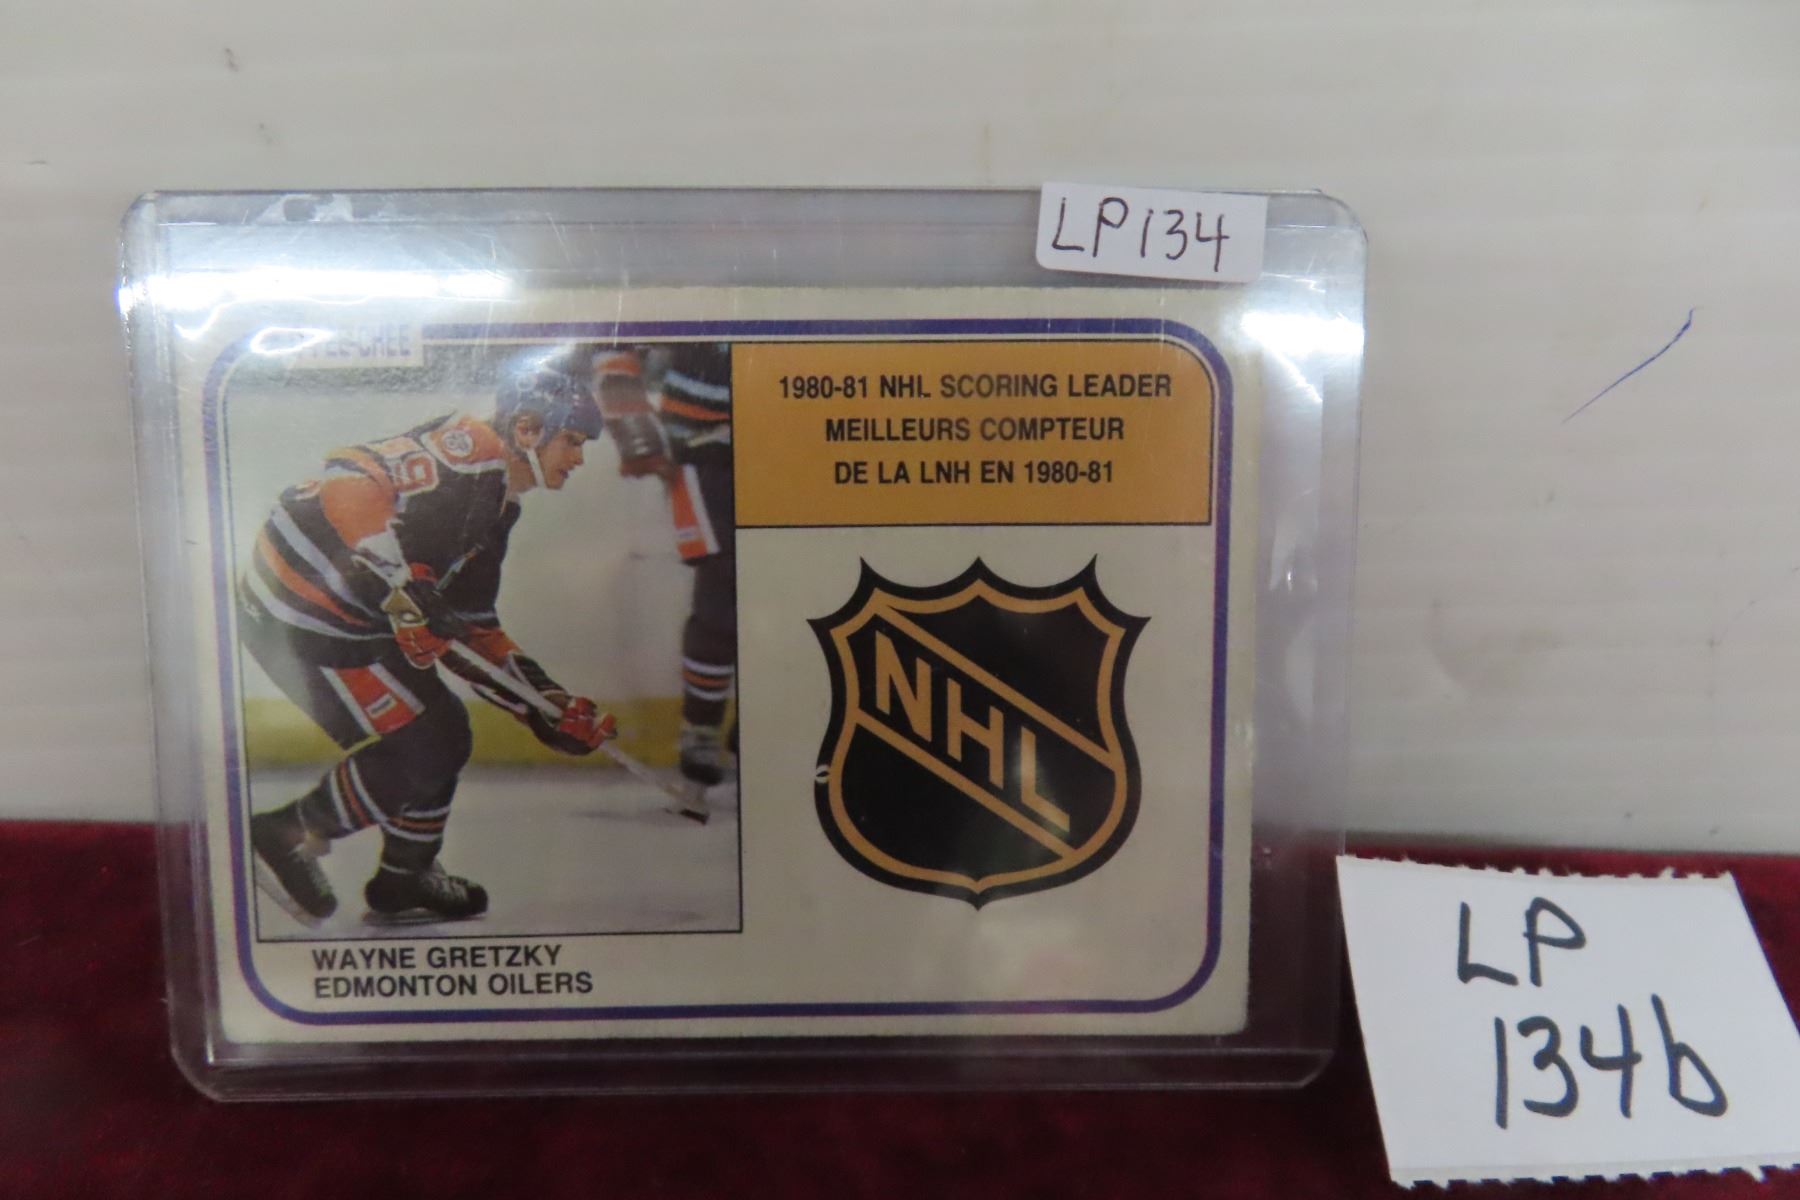 LP134
PEE-CHEE
1980-81 NHL SCORING LEADER
MEILLEURS COMPTEUR
DE LA LNH EN 1980-81
99
NHL
WAYNE GRETZKY
EDMONTON OILERS
LP
134b